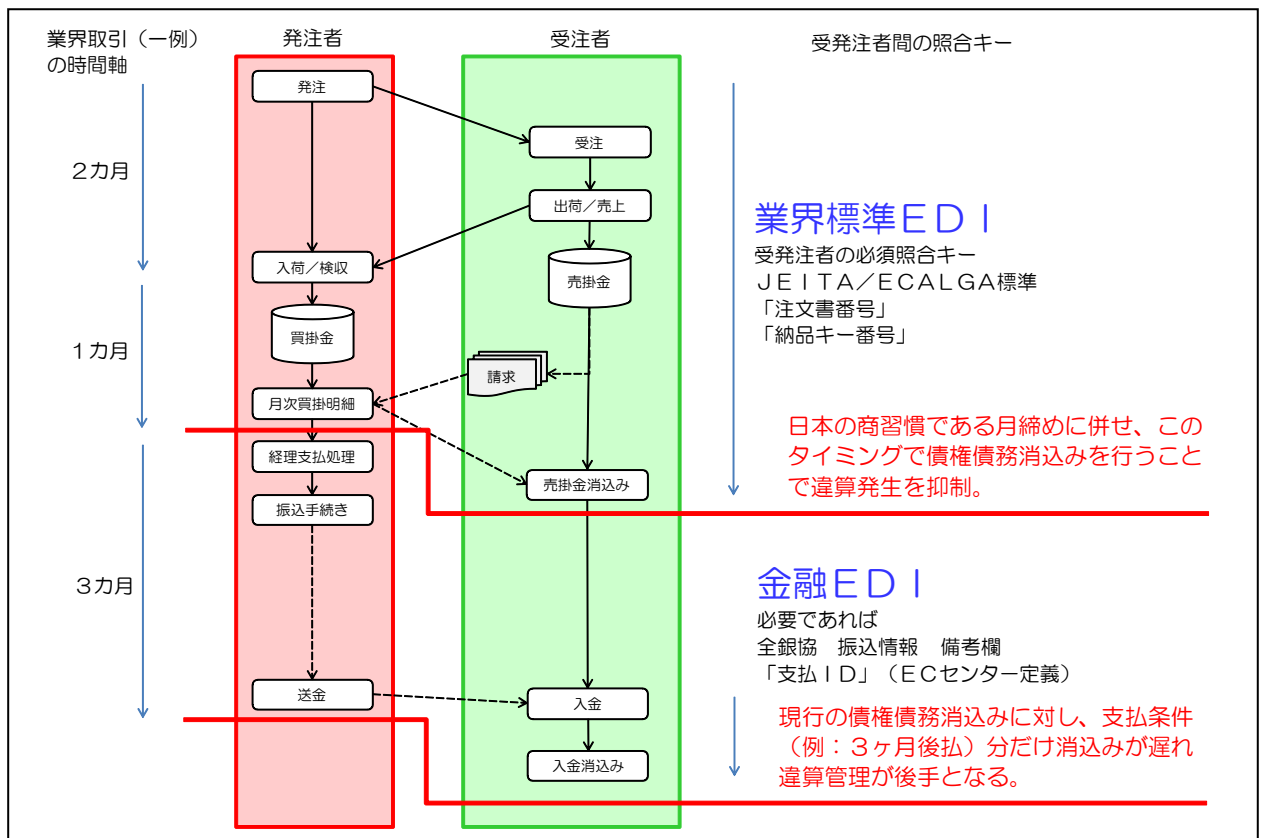 業界取引(一例)
の時間軸
発注者
受注者
受発注者間の照合キー
発注
受注
2カ月
出荷/売上
業界標準EDI
受発注者の必須照合キー
JEITA/ECALGA標準
「注文書番号」
「納品キー番号」
入荷/検収
売掛金
買掛金
1カ月
請求
月次買掛明細
日本の商習慣である月締めに併せ、この
タイミングで債権債務消込みを行うこと
で違算発生を抑制。
経理支払処理
売掛金消込み
振込手続き
3カ月
金融EDI
必要であれば
全銀協 振込情報 備考欄
「支払ID」(ECセンター定義)
送金
入金
現行の債権債務消込みに対し、支払条件
(例:3ヶ月後払)分だけ消込みが遅れ
違算管理が後手となる。
入金消込み